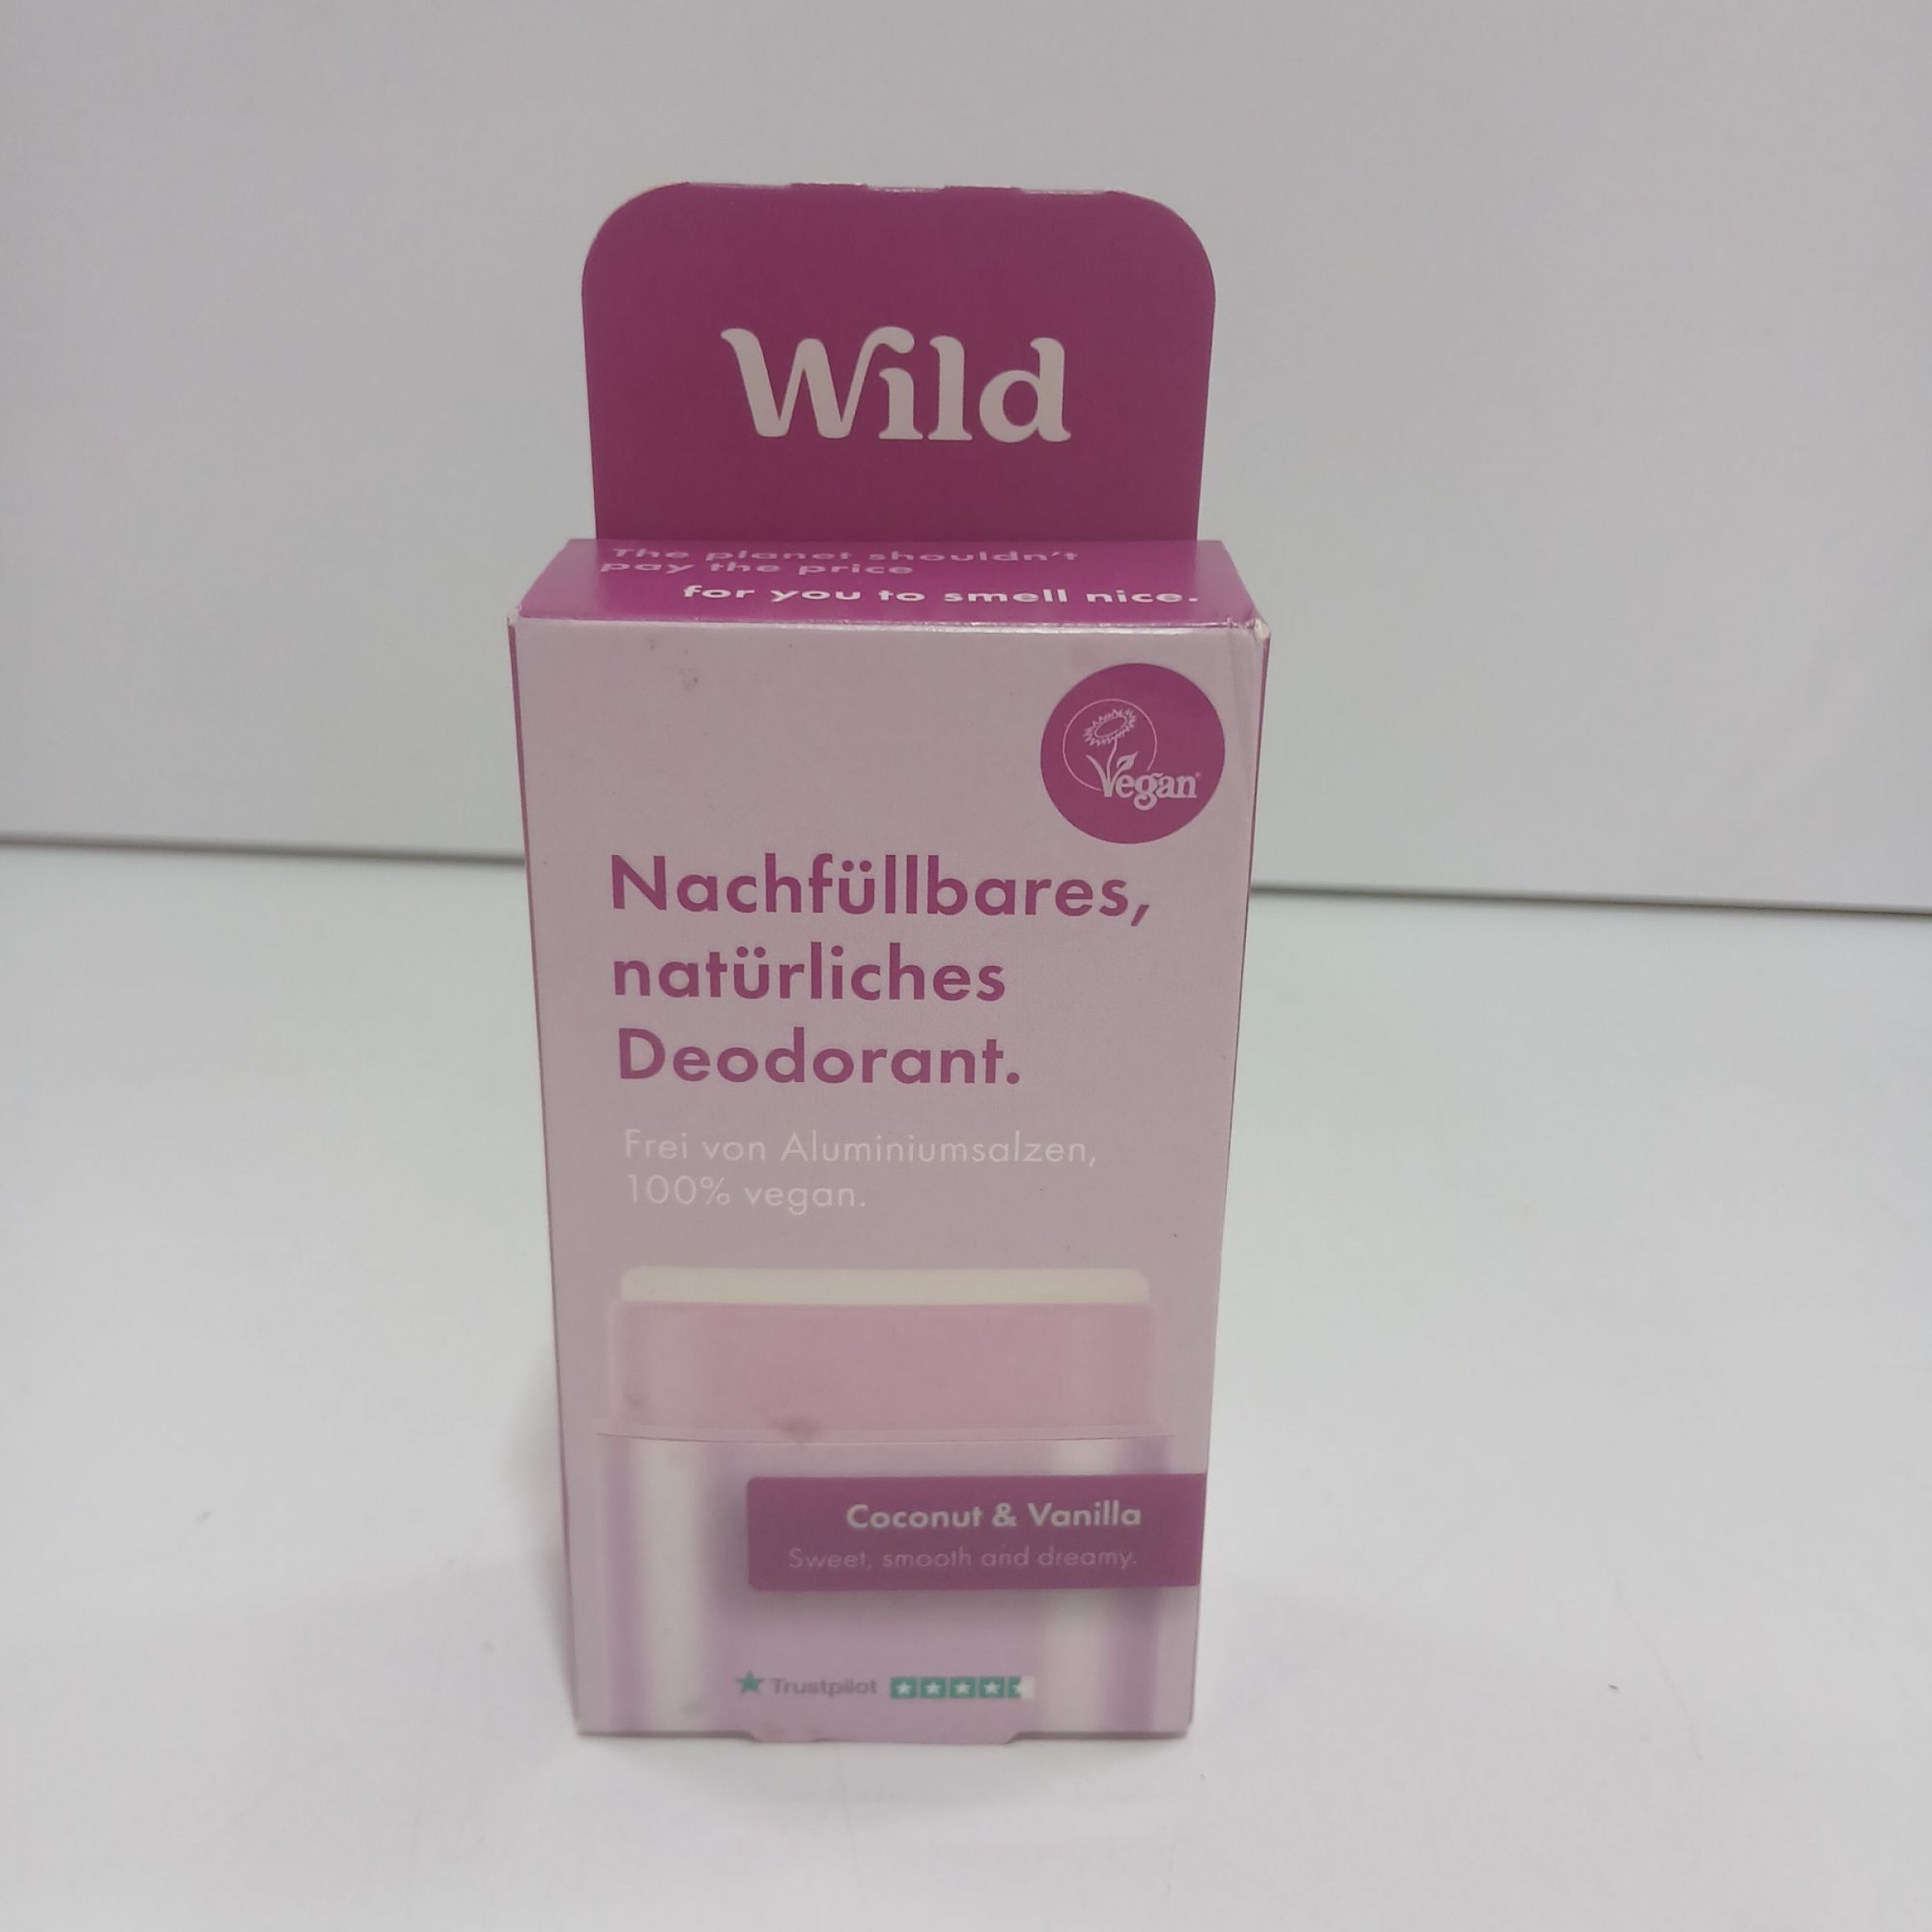 Wild
The planet shouldn't
pay the price
for you to smell nice.
Vegan
Nachfüllbares,
natürliches
Deodorant.
Frei von Aluminiumsalzen,
100% vegan.
Coconut & Vanilla
Sweet, smooth and dreamy.
Trustpilot